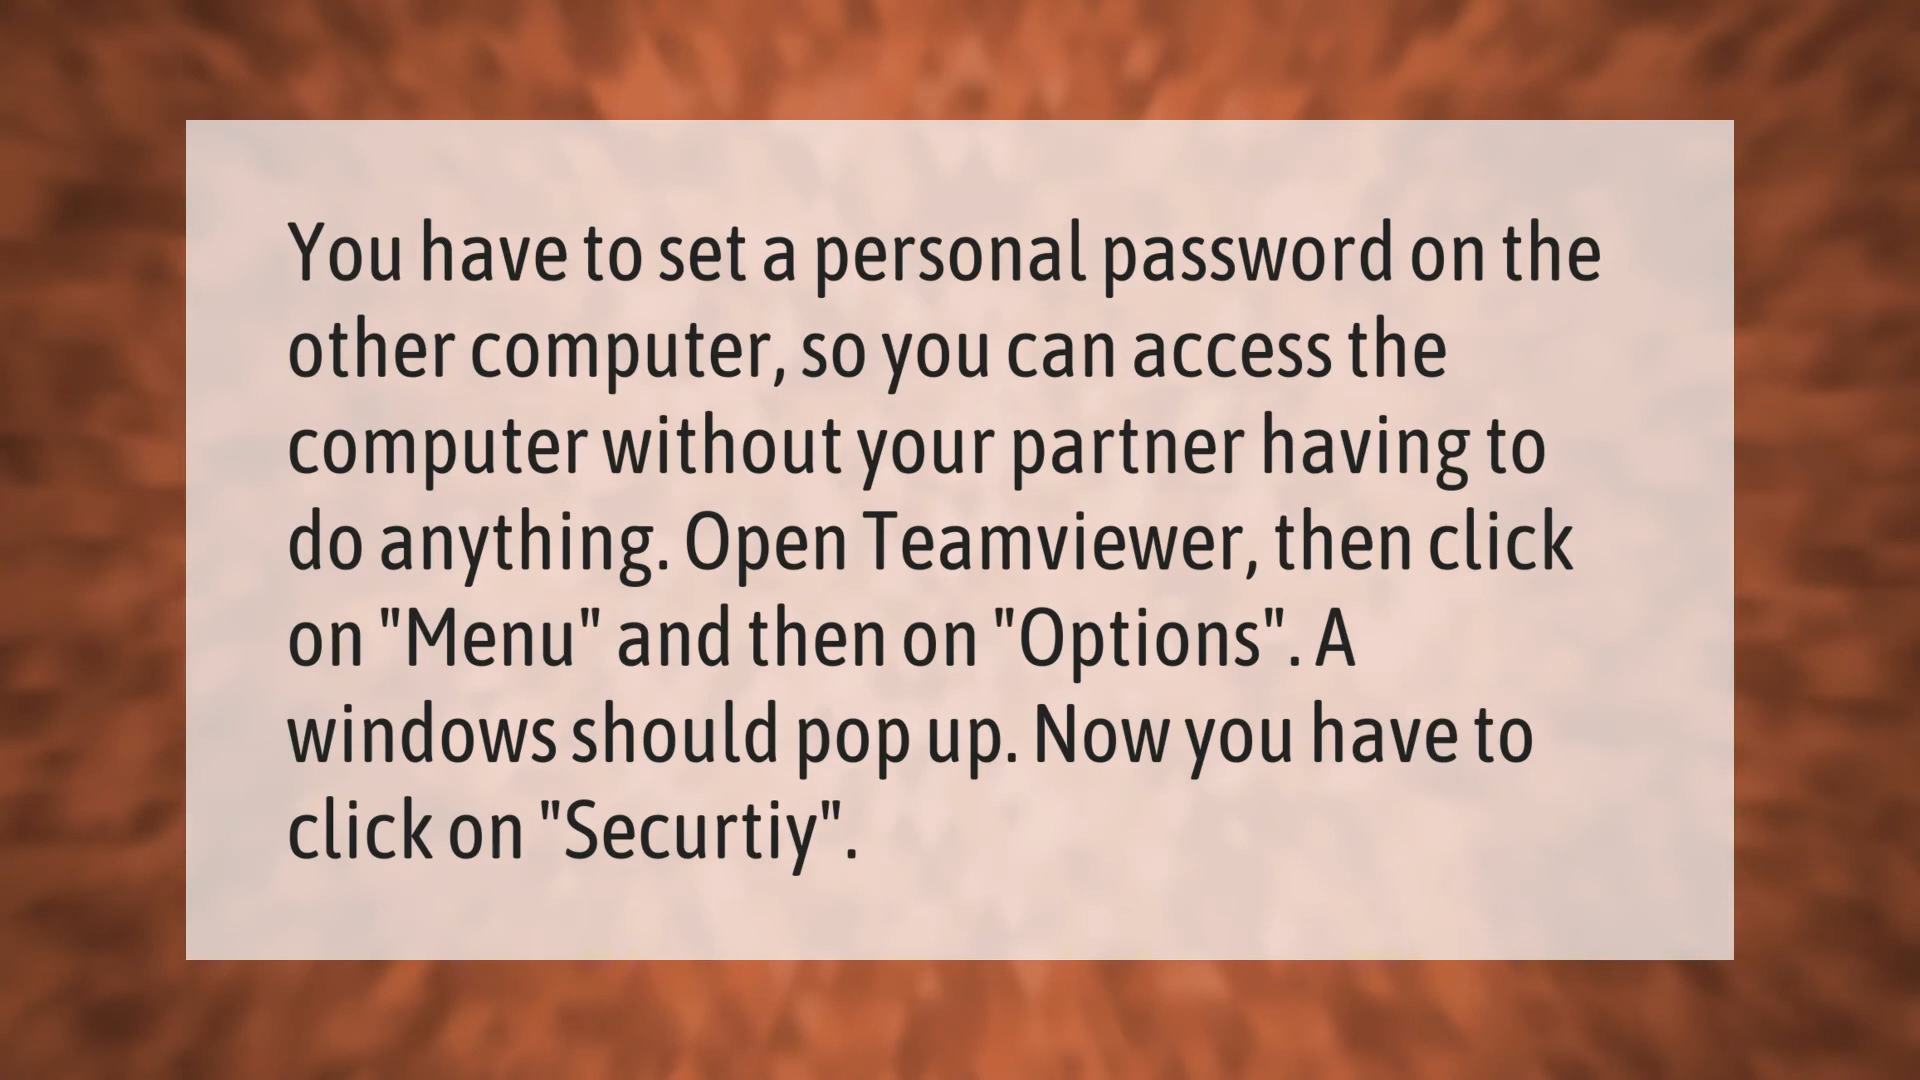 You have to set a personal password on the
other computer, so you can access the
computer without your partner having to
do anything. Open Teamviewer, then click
on "Menu" and then on "Options". A
windows should pop up. Now you have to
click on "Securtiy".